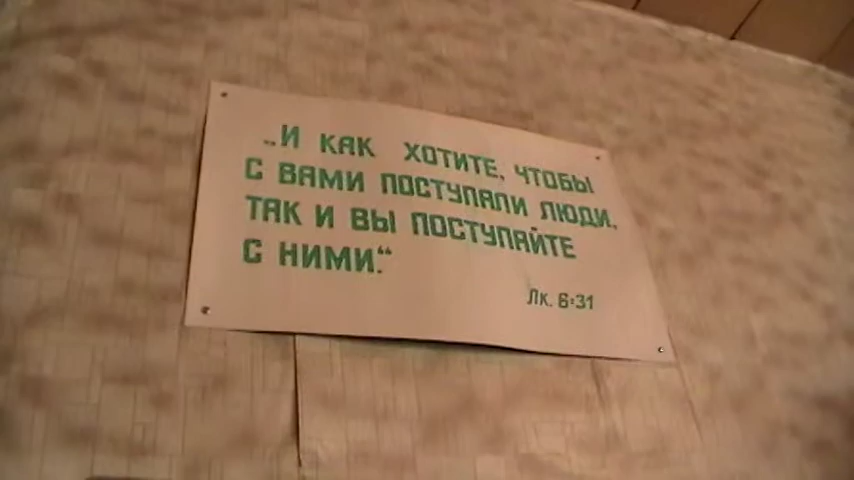 „И КАК ХОТИТЕ, ЧТОБЫ
С ВАМИ ПОСТУПАЛИ ЛЮДИ,
ТАК И ВЫ ПОСТУПАЙТЕ
С НИМИ.“
Лк. 6:31